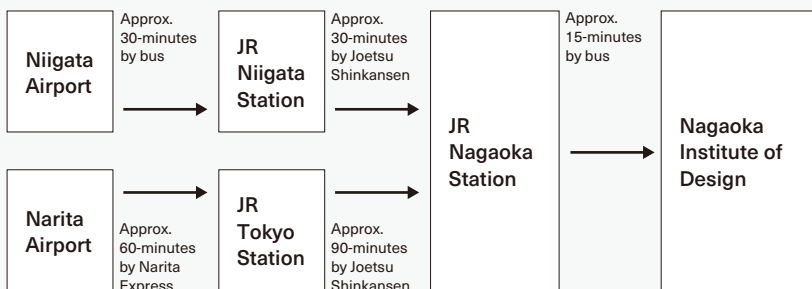 Niigata
Airport
Approx.
30-minutes
by bus
JR
Niigata
Station
Approx.
30-minutes
by Joetsu
Shinkansen
JR
Nagaoka
Station
Approx.
15-minutes
by bus
Nagaoka
Institute of
Design
Narita
Airport
Approx.
60-minutes
by Narita
Express
JR
Tokyo
Station
Approx.
90-minutes
by Joetsu
Shinkansen